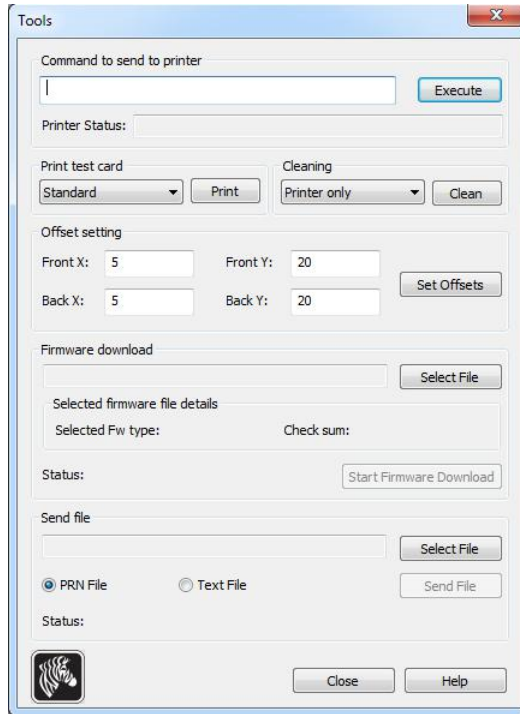 Tools
Command to send to printer
Execute
Printer Status:
Print test card
Standard
Print
Cleaning
Printer only
Clean
Offset setting
Front X: 5 Front Y: 20
Set Offsets
Back X: 5 Back Y: 20
Firmware download
Select File
Selected firmware file details
Selected Fw type: Check sum:
Status:
Start Firmware Download
Send file
Select File
PRN File Text File
Send File
Status:
Close Help